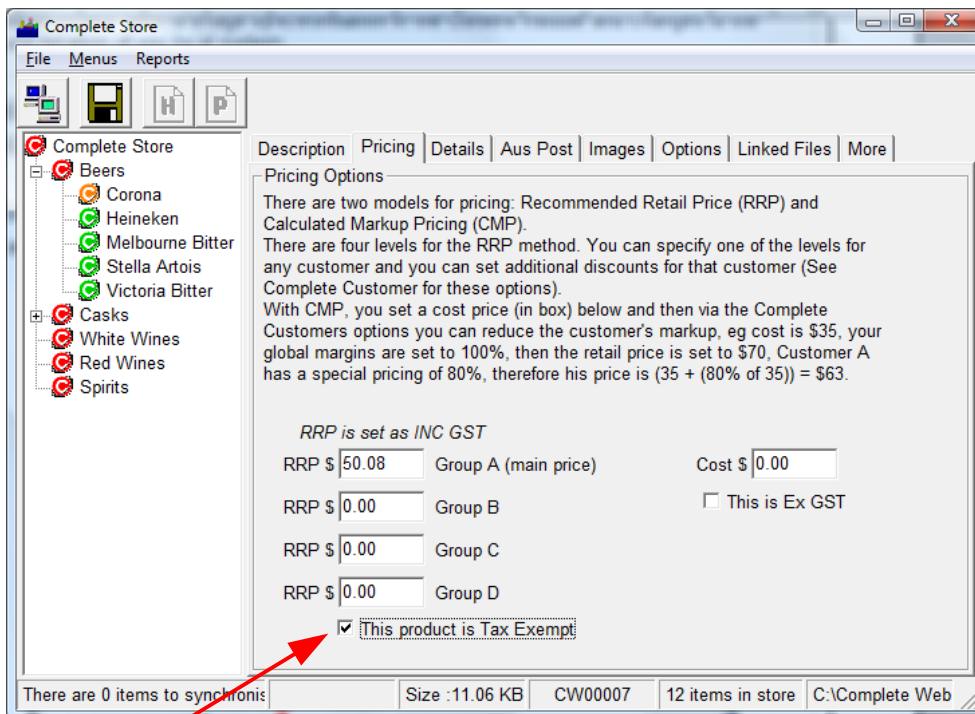 Complete Store
File Menus Reports
H P
Complete Store
Beers
Corona
Heineken
Melbourne Bitter
Stella Artois
Victoria Bitter
Casks
White Wines
Red Wines
Spirits
Description Pricing Details Aus Post Images Options Linked Files More
Pricing Options
There are two models for pricing: Recommended Retail Price (RRP) and
Calculated Markup Pricing (CMP).
There are four levels for the RRP method. You can specify one of the levels for
any customer and you can set additional discounts for that customer (See
Complete Customer for these options).
With CMP, you set a cost price (in box) below and then via the Complete
Customers options you can reduce the customer's markup, eg cost is $35, your
global margins are set to 100%, then the retail price is set to $70, Customer A
has a special pricing of 80%, therefore his price is (35 + (80% of 35)) = $63.
RRP is set as INC GST
RRP $ 50.08 Group A (main price) Cost $ 0.00
RRP $ 0.00 Group B This is Ex GST
RRP $ 0.00 Group C
RRP $ 0.00 Group D
This product is Tax Exempt
There are 0 items to synchronis Size :11.06 KB CW00007 12 items in store C:\Complete Web